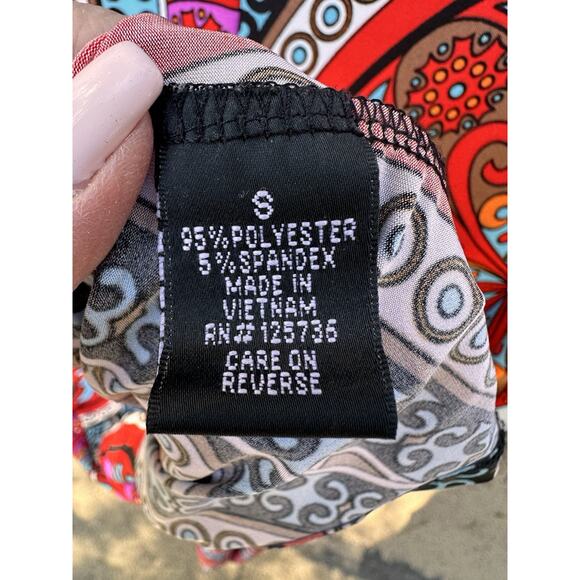 S
95%POLYESTER
5%SPANDEX
MADE IN
VIETNAM
RN# 125736
CARE ON
REVERSE